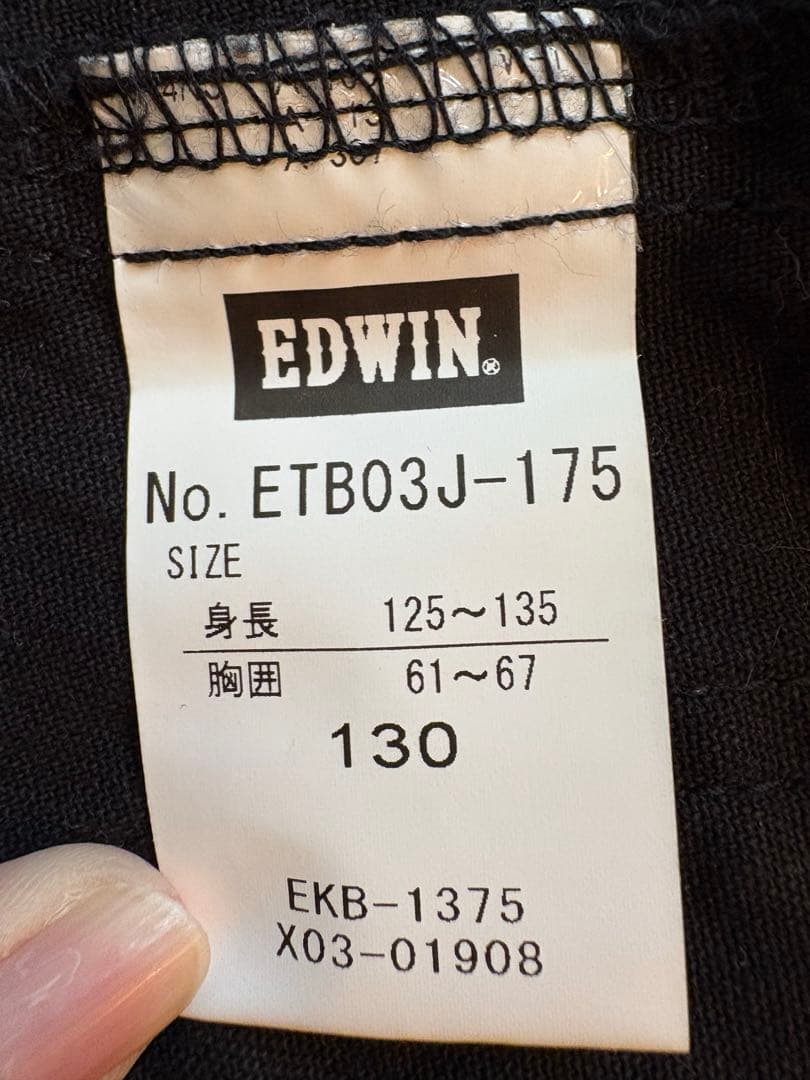 EDWIN
No. ETB03J-175
SIZE
身長 125〜135
胸囲 61〜67
130
EKB-1375
X03-01908